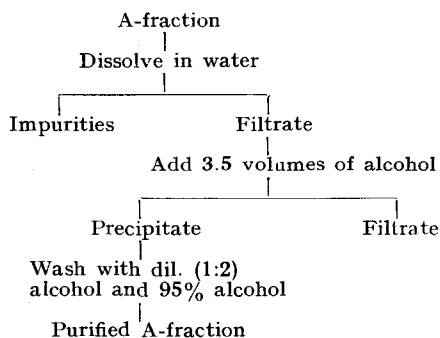 A-fraction
Dissolve in water
Impurities Filtrate
Add 3.5 volumes of alcohol
Precipitate Filtrate
Wash with dil. (1:2)
alcohol and 95% alcohol
Purified A-fraction